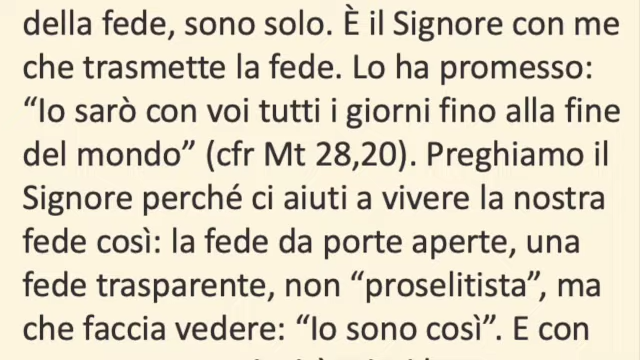 della fede, sono solo. È il Signore con me
che trasmette la fede. Lo ha promesso:
“Io sarò con voi tutti i giorni fino alla fine
del mondo” (cfr Mt 28,20). Preghiamo il
Signore perché ci aiuti a vivere la nostra
fede così: la fede da porte aperte, una
fede trasparente, non “proselitista”, ma
che faccia vedere: “Io sono così”. E con